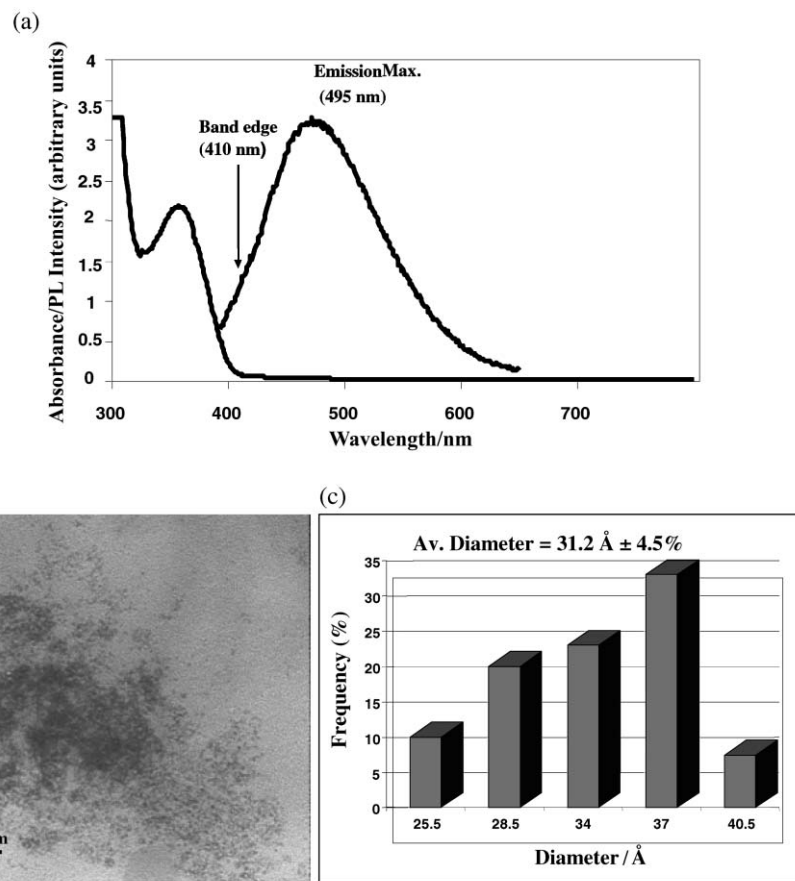 (a)
Absorbance/PL Intensity (arbitrary units)
4
3.5
3
2.5
2
1.5
1
0.5
0
EmissionMax.
(495 nm)
Band edge
(410 nm)
300 400 500 600 700
Wavelength/nm
(c)
Av. Diameter = 31.2 Å ± 4.5%
Frequency (%)
35
30
25
20
15
10
5
0
25.5 28.5 34 37 40.5
Diameter / Å